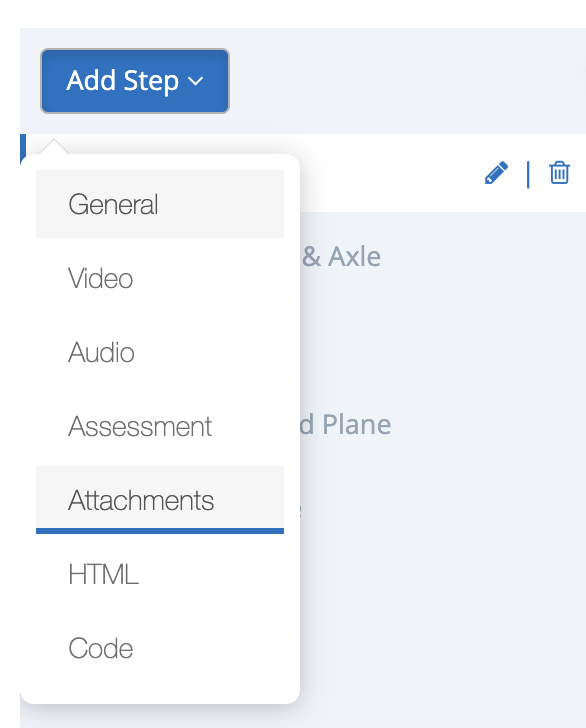 Add Step
General
Video
& Axle
Audio
Assessment
d Plane
Attachments
HTML
Code